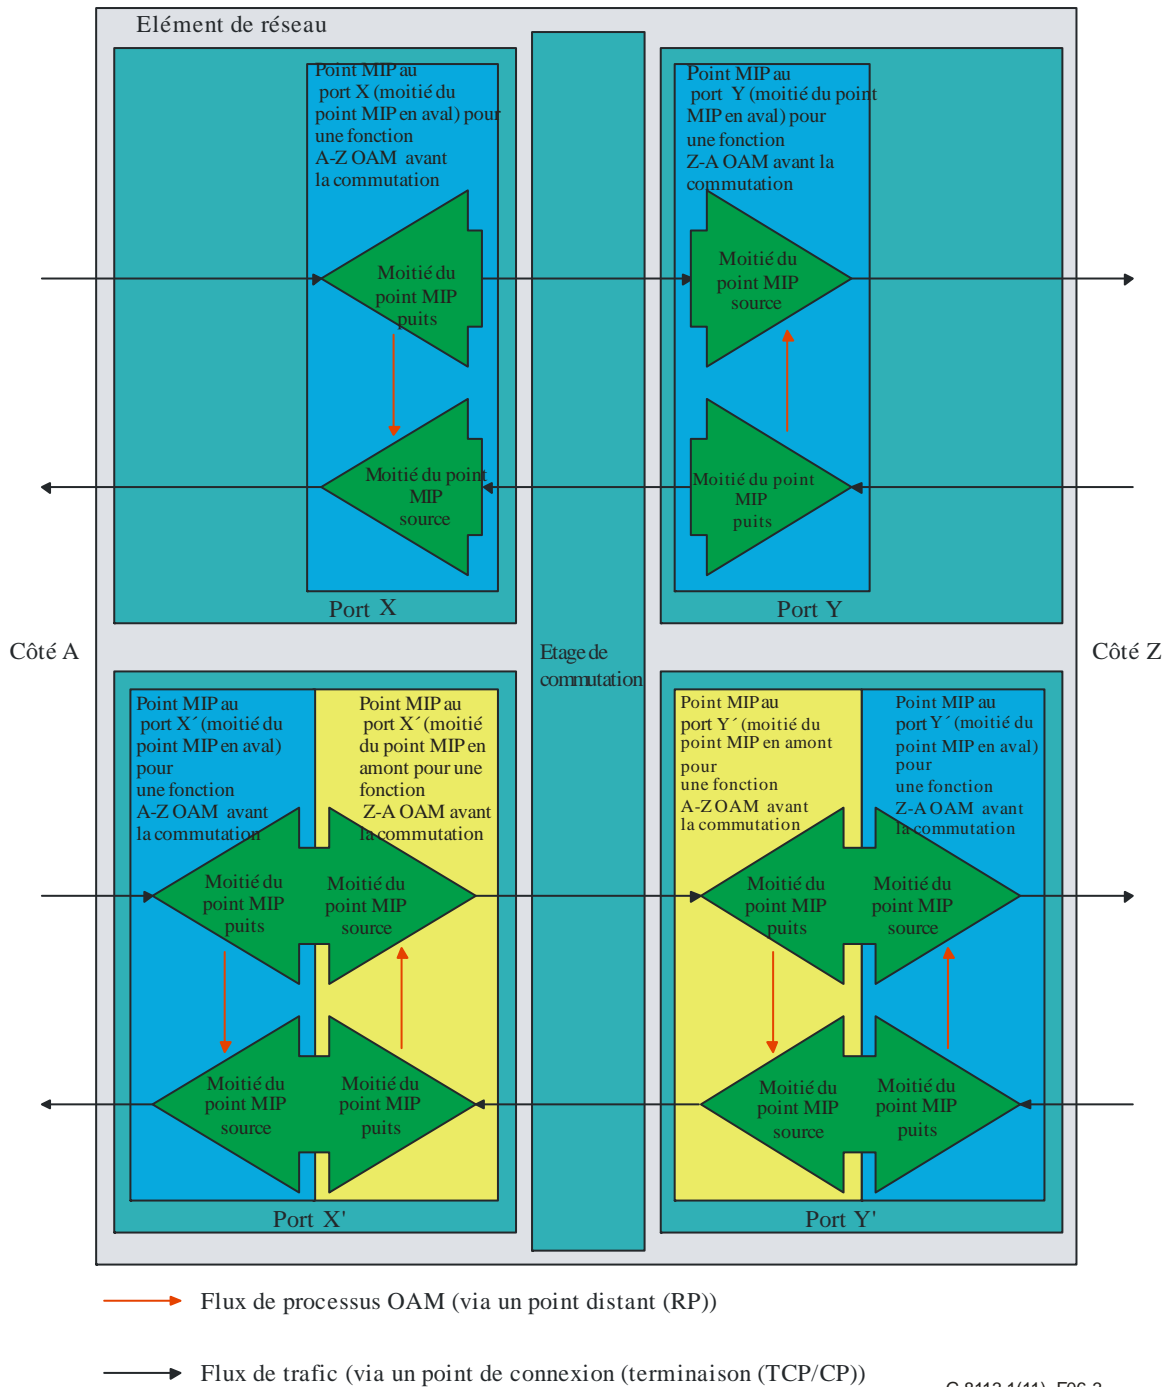 Elément de réseau
Point MIP au
port X (moitié du
point MIP en aval) pour
une fonction
A-Z OAM avant
la commutation
Point MIP au
port Y (moitié du point
MIP en aval) pour
une fonction
Z-A OAM avant la
commutation
Moitié du
point MIP
puits
Moitié du
point MIP
source
Moitié du point
MIP
source
Moitié du point
MIP
puits
Port X
Port Y
Côté A
Etage de
commutation
Côté Z
Point MIP au
port X´ (moitié du
point MIP en aval)
pour
une fonction
A-Z OAM avant
la commutation
Point MIP au
port X´ (moitié
du point MIP en
amont pour une
fonction
Z-A OAM avant
la commutation
Point MIP au
port Y´ (moitié du
point MIP en amont
pour
une fonction
A-Z OAM avant
la commutation
Point MIP au
port Y´ (moitié du
point MIP en aval)
pour
une fonction
Z-A OAM avant
la commutation
Moitié du
point MIP
puits
Moitié du
point MIP
source
Moitié du
point MIP
puits
Moitié du
point MIP
source
Moitié du
point MIP
source
Moitié du
point MIP
puits
Moitié du
point MIP
source
Moitié du
point MIP
puits
Port X'
Port Y'
Flux de processus OAM (via un point distant (RP))
Flux de trafic (via un point de connexion (terminaison (TCP/CP))